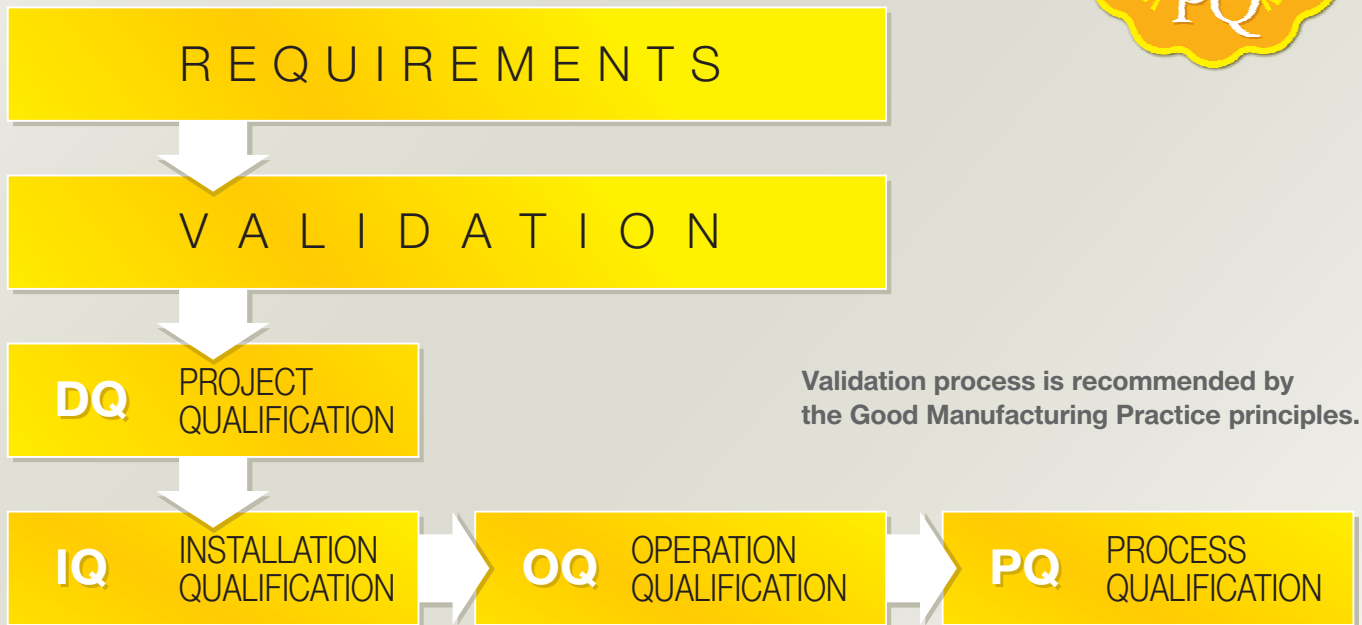 PQ
REQUIREMENTS
VALIDATION
DQ
PROJECT
QUALIFICATION
Validation process is recommended by
the Good Manufacturing Practice principles.
IQ
INSTALLATION
QUALIFICATION
OQ
OPERATION
QUALIFICATION
PQ
PROCESS
QUALIFICATION